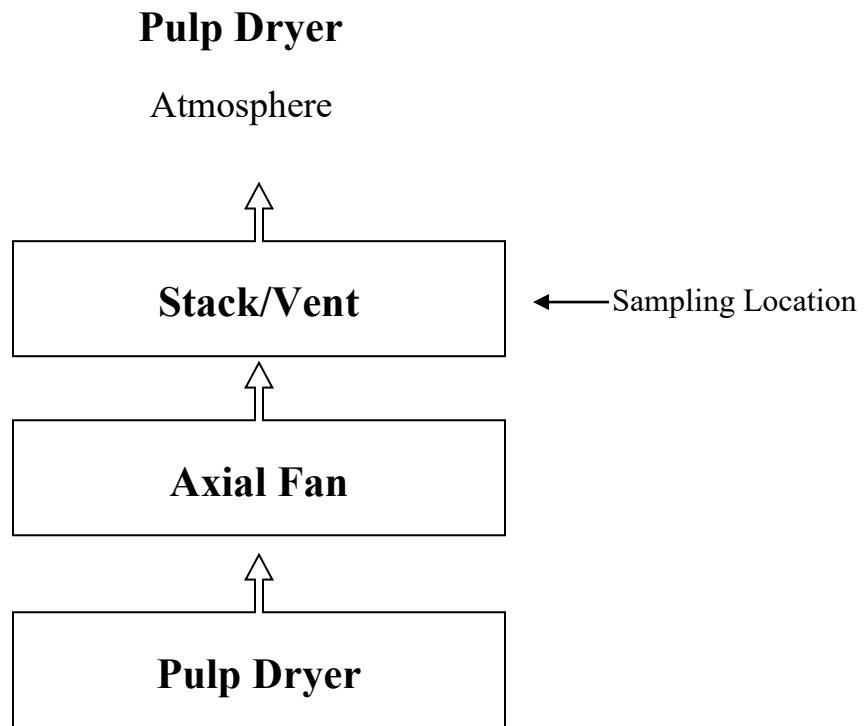 Pulp Dryer
Atmosphere
Stack/Vent
Sampling Location
Axial Fan
Pulp Dryer